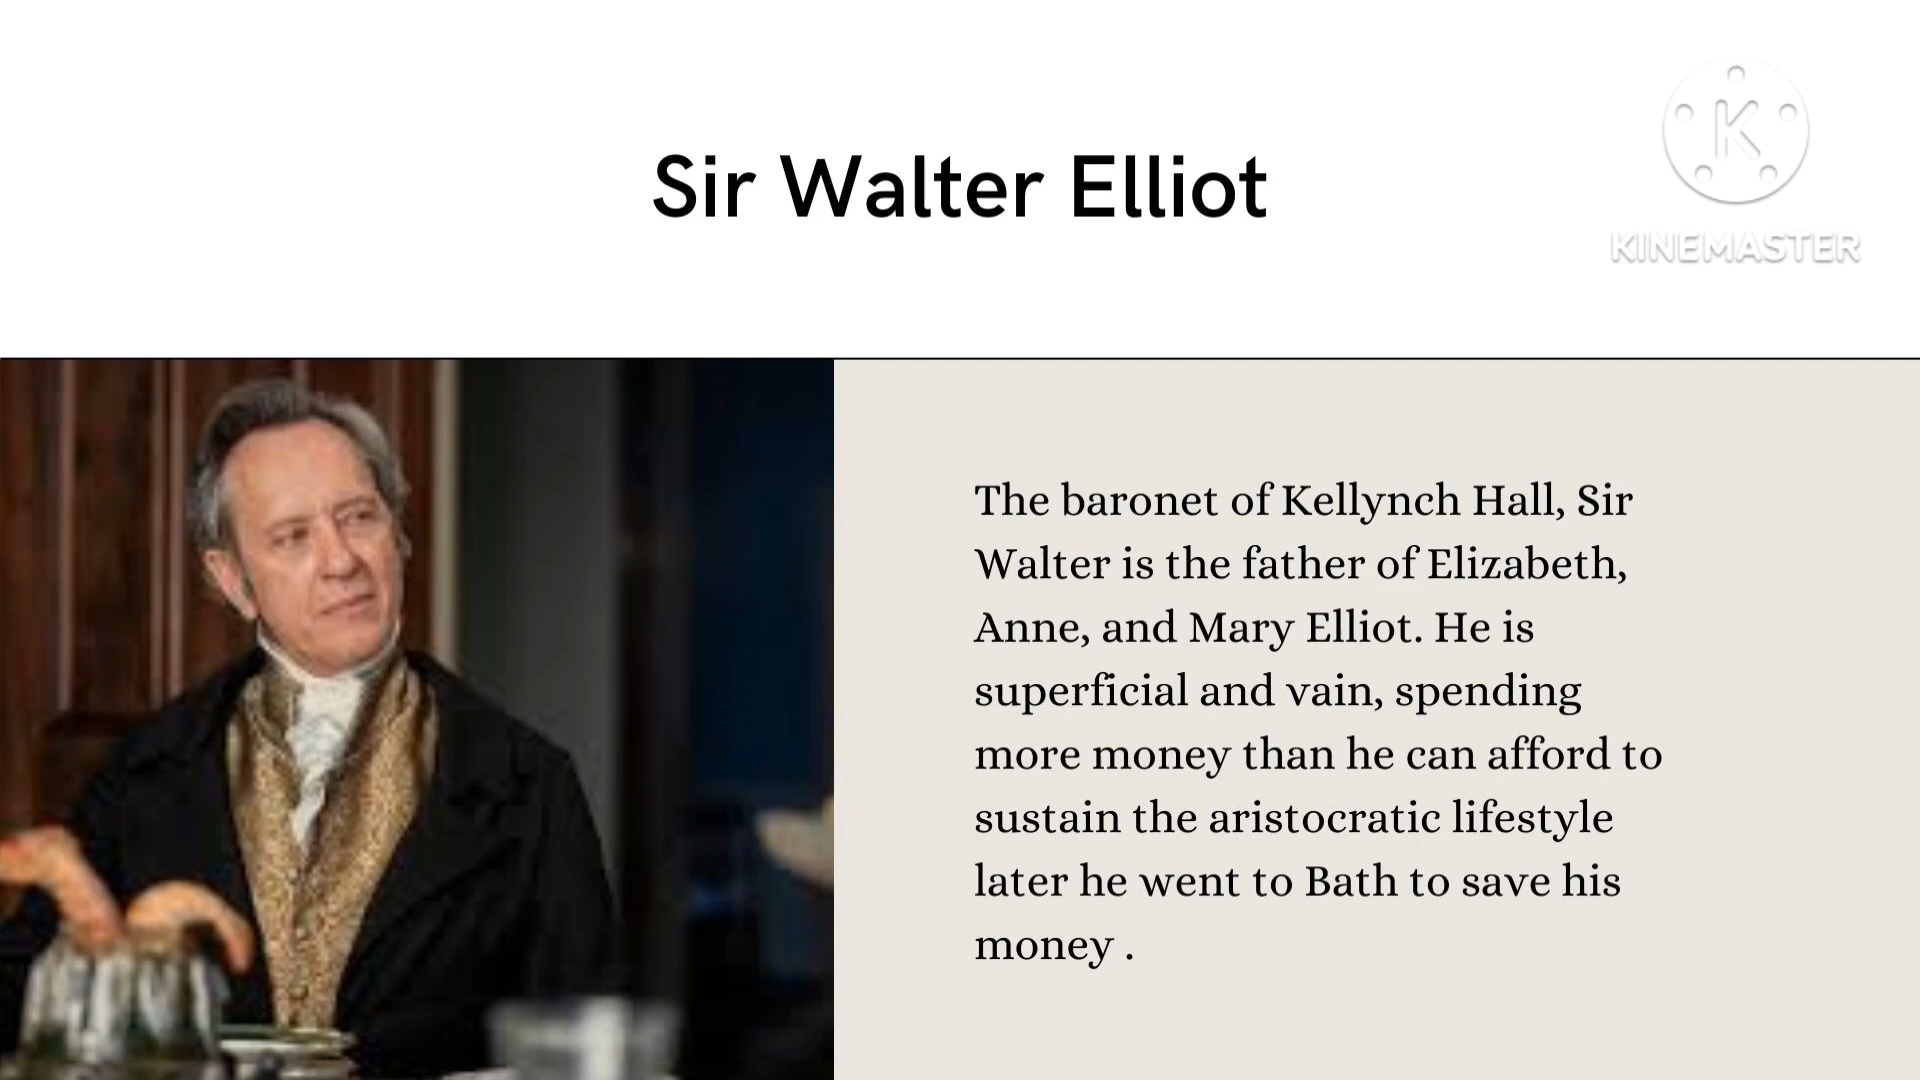 Sir Walter Elliot
K
KINEMASTER
The baronet of Kellynch Hall, Sir
Walter is the father of Elizabeth,
Anne, and Mary Elliot. He is
superficial and vain, spending
more money than he can afford to
sustain the aristocratic lifestyle
later he went to Bath to save his
money .